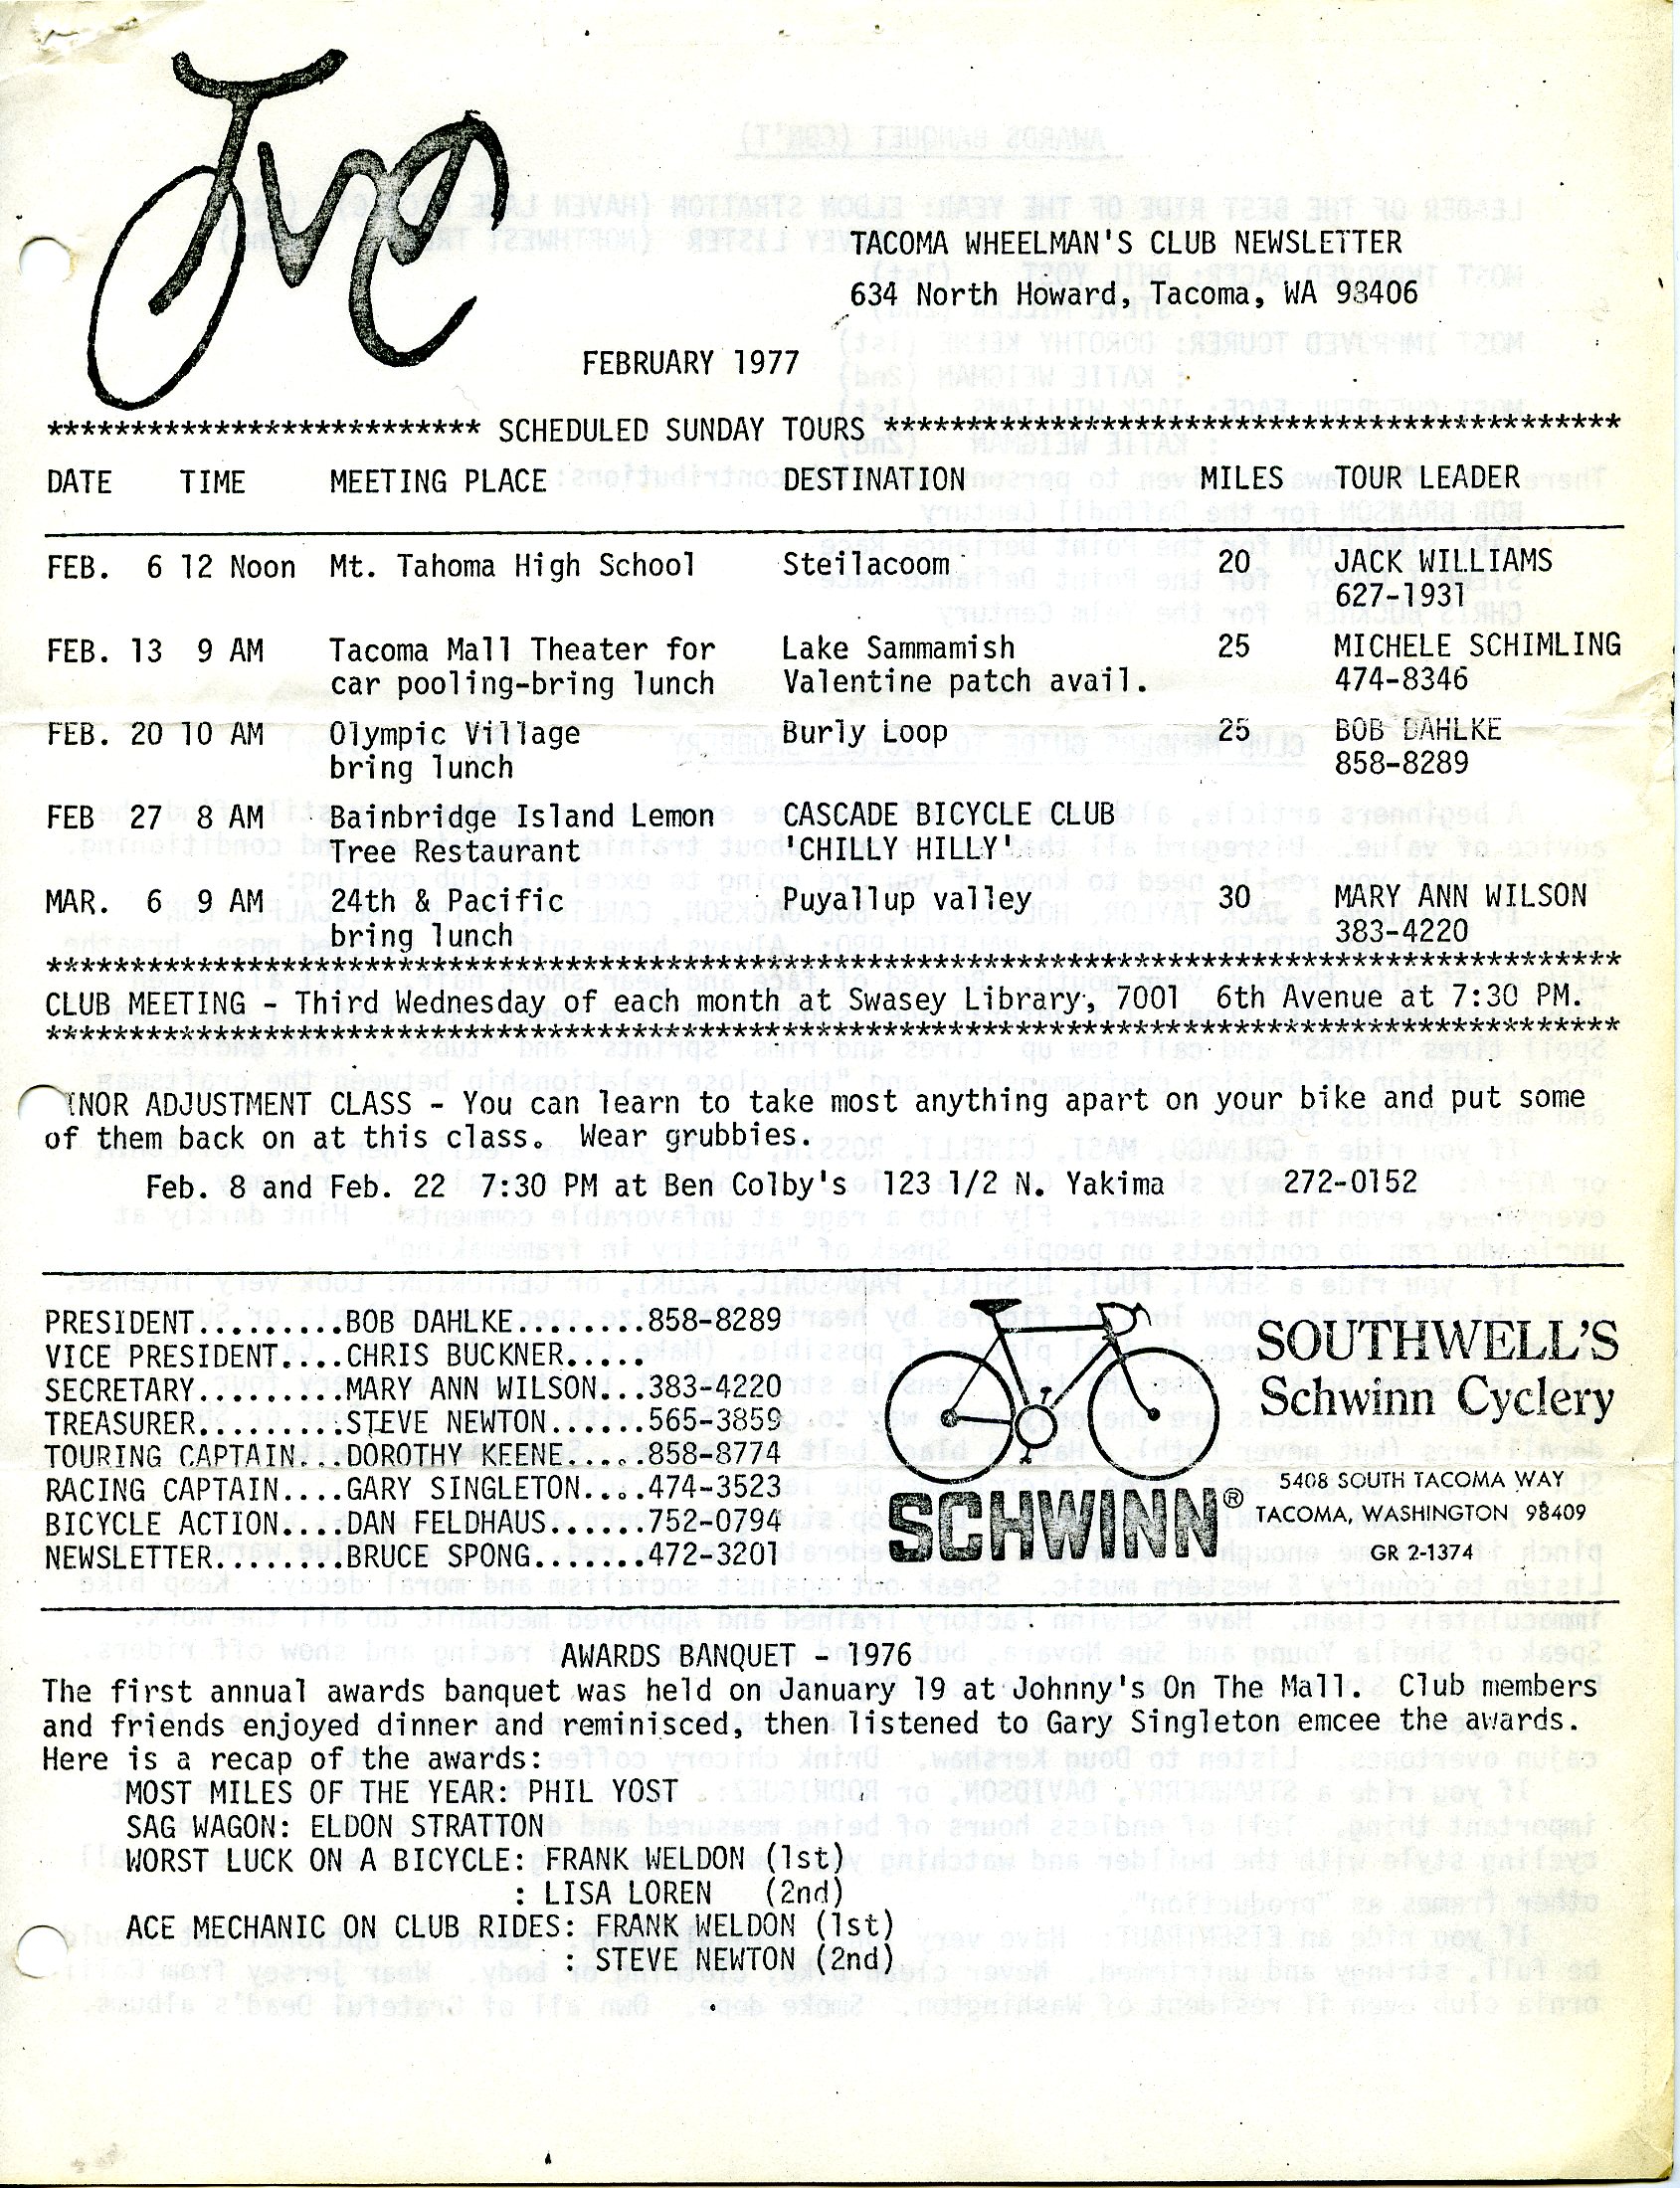 Twc
TACOMA WHEELMAN'S CLUB NEWSLETTER
634 North Howard, Tacoma, WA 98406
FEBRUARY 1977
************************** SCHEDULED SUNDAY TOURS ********************************************
DATE TIME MEETING PLACE DESTINATION MILES TOUR LEADER
FEB. 6 12 Noon Mt. Tahoma High School Steilacoom 20 JACK WILLIAMS
627-1931
FEB. 13 9 AM Tacoma Mall Theater for Lake Sammamish 25 MICHELE SCHIMLING
car pooling-bring lunch Valentine patch avail. 474-8346
FEB. 20 10 AM Olympic Village Burly Loop 25 BOB DAHLKE
bring lunch 858-8289
FEB 27 8 AM Bainbridge Island Lemon CASCADE BICYCLE CLUB
Tree Restaurant 'CHILLY HILLY'
MAR. 6 9 AM 24th & Pacific Puyallup valley 30 MARY ANN WILSON
bring lunch 383-4220
**********************************************************************************************
CLUB MEETING - Third Wednesday of each month at Swasey Library, 7001 6th Avenue at 7:30 PM.
**********************************************************************************************
INOR ADJUSTMENT CLASS - You can learn to take most anything apart on your bike and put some
of them back on at this class. Wear grubbies.
Feb. 8 and Feb. 22 7:30 PM at Ben Colby's 123 1/2 N. Yakima 272-0152
PRESIDENT.........BOB DAHLKE........858-8289
VICE PRESIDENT....CHRIS BUCKNER.....
SECRETARY.........MARY ANN WILSON...383-4220
TREASURER.........STEVE NEWTON......565-3859
TOURING CAPTAIN...DOROTHY KEENE.....858-8774
RACING CAPTAIN....GARY SINGLETON....474-3523
BICYCLE ACTION....DAN FELDHAUS......752-0794
NEWSLETTER........BRUCE SPONG.......472-3201
SCHWINN®
SOUTHWELL'S
Schwinn Cyclery
5408 SOUTH TACOMA WAY
TACOMA, WASHINGTON 98409
GR 2-1374
AWARDS BANQUET - 1976
The first annual awards banquet was held on January 19 at Johnny's On The Mall. Club members
and friends enjoyed dinner and reminisced, then listened to Gary Singleton emcee the awards.
Here is a recap of the awards:
MOST MILES OF THE YEAR: PHIL YOST
SAG WAGON: ELDON STRATTON
WORST LUCK ON A BICYCLE: FRANK WELDON (1st)
: LISA LOREN (2nd)
ACE MECHANIC ON CLUB RIDES: FRANK WELDON (1st)
: STEVE NEWTON (2nd)